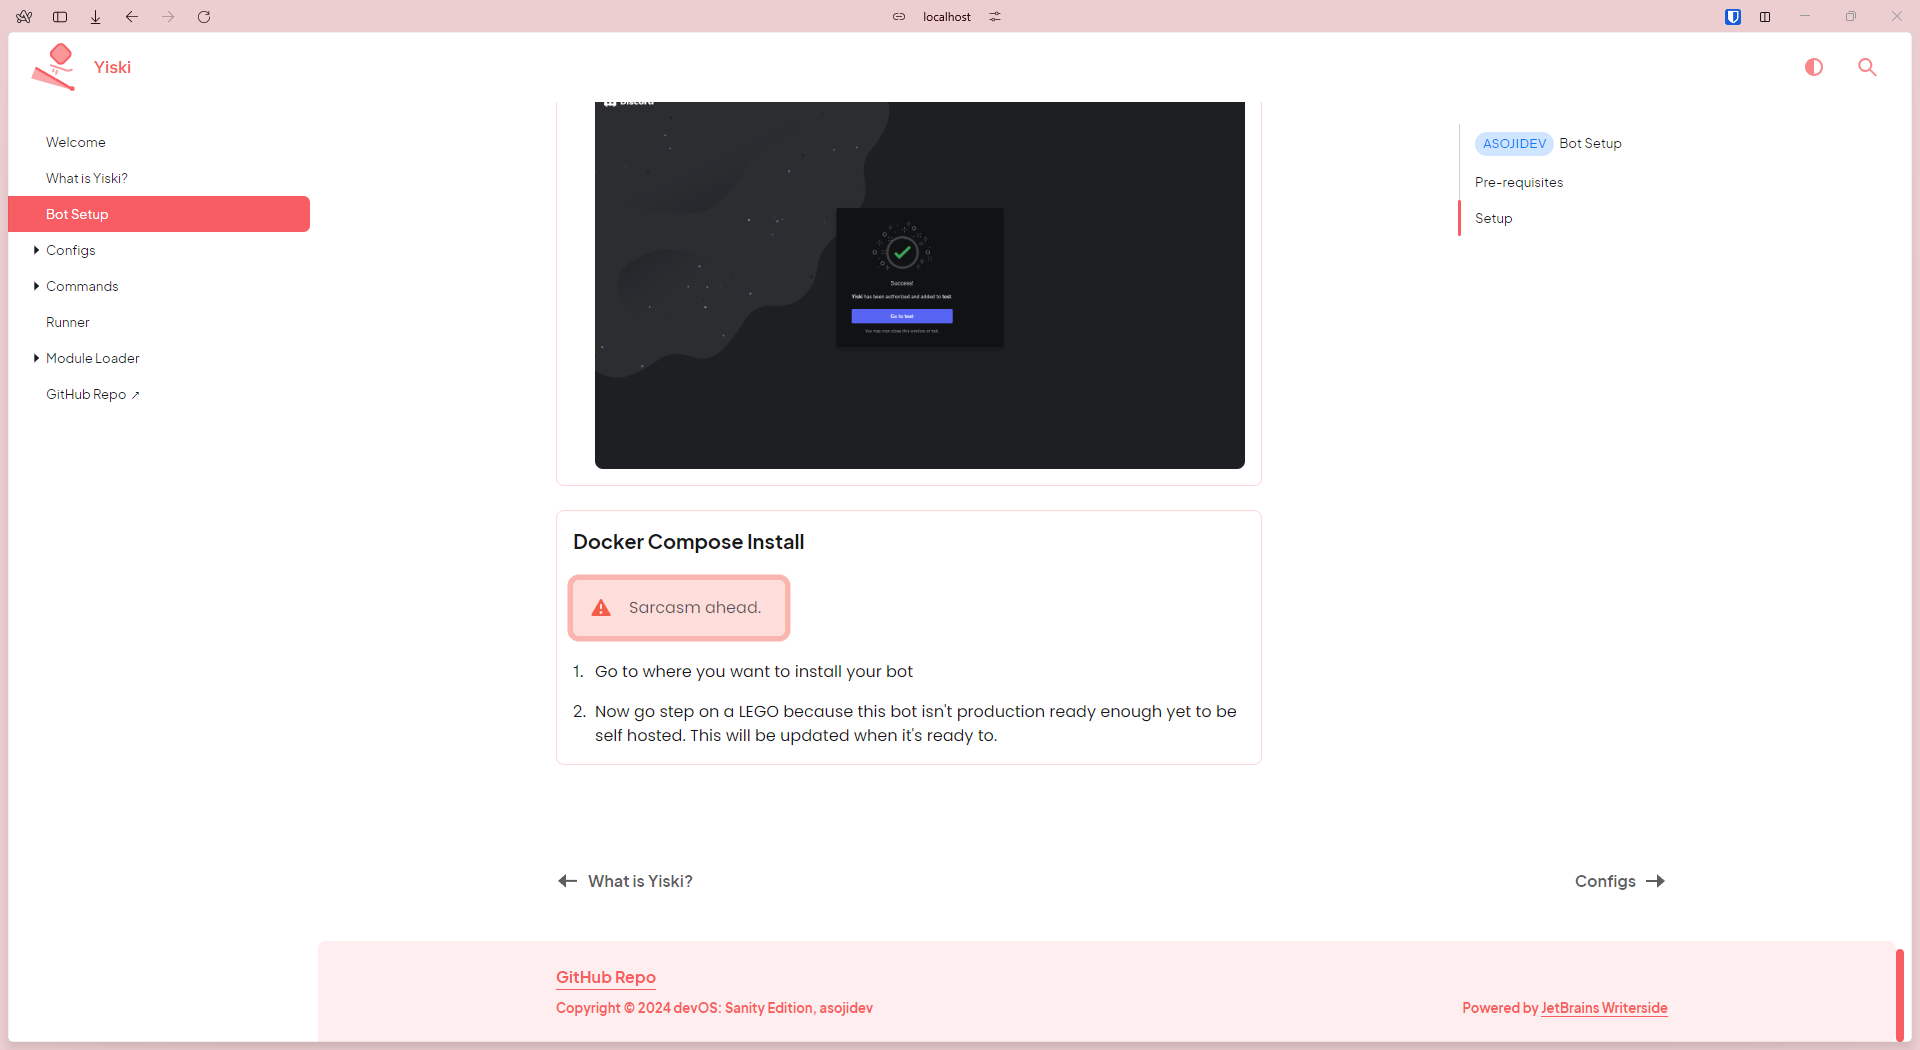 localhost
Yiski
Welcome
What is Yiski?
Bot Setup
Configs
Commands
Runner
Module Loader
GitHub Repo ↗
Discord
Success!
Yiski has been authorized and added to test.
Go to test
You may now close this window or tab.
Docker Compose Install
Sarcasm ahead.
1. Go to where you want to install your bot
2. Now go step on a LEGO because this bot isn't production ready enough yet to be
self hosted. This will be updated when it's ready to.
What is Yiski?
Configs
ASOJIDEV Bot Setup
Pre-requisites
Setup
GitHub Repo
Copyright © 2024 devOS: Sanity Edition, asojidev
Powered by JetBrains Writerside